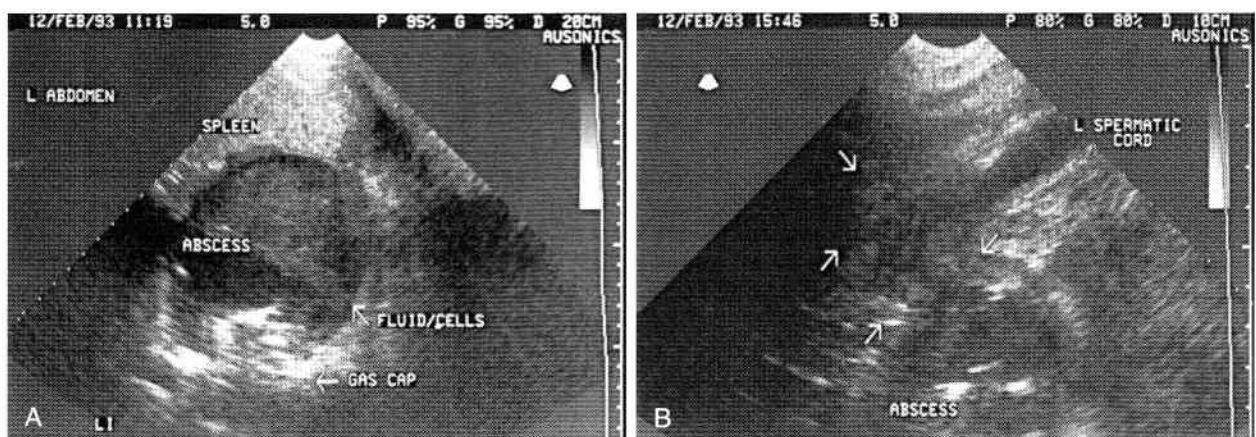 12/FEB/93 11:19 5.0 P 95% G 95% D 20CM
AUSONICS
L ABDOMEN
SPLEEN
ABSCESS
FLUID/CELLS
GAS CAP
A
LI
12/FEB/93 15:46 5.0 P 80% G 80% D 10CM
AUSONICS
L SPERMATIC
CORD
ABSCESS
B